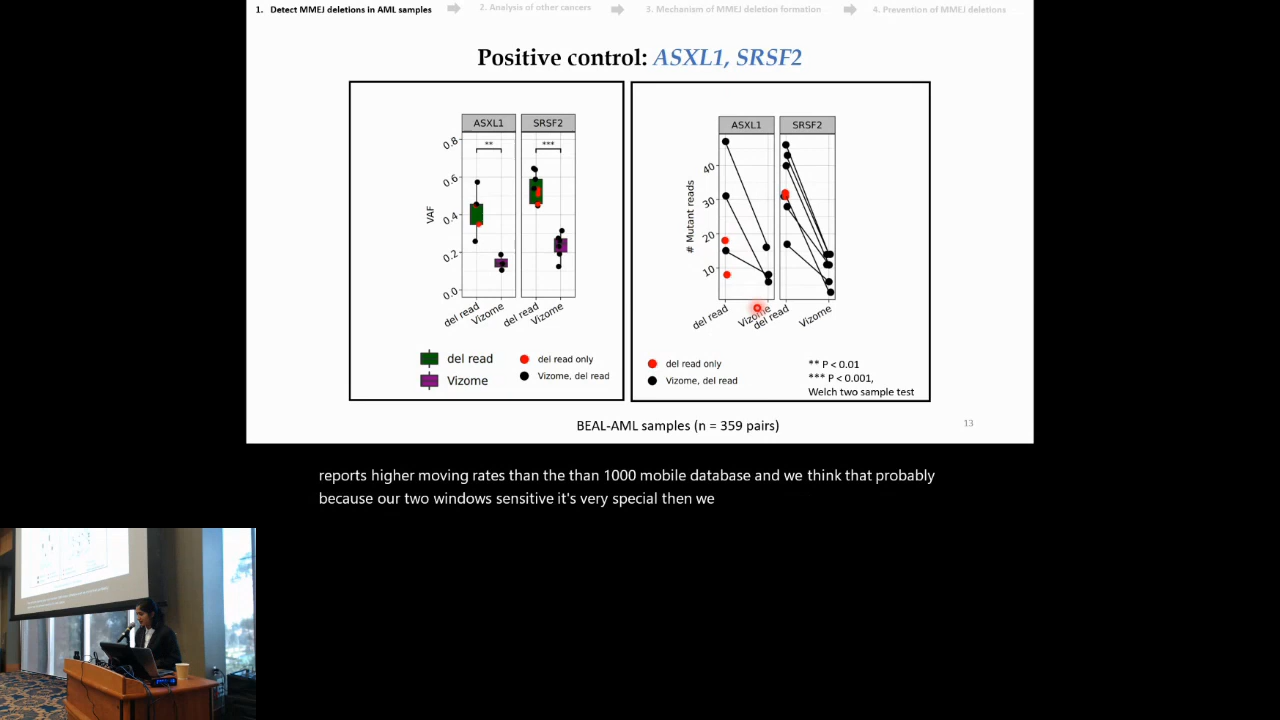 1. Detect MMEJ deletions in AML samples
2. Analysis of other cancers
3. Mechanism of MMEJ deletion formation
4. Prevention of MMEJ deletions
Positive control: ASXL1, SRSF2
ASXL1
SRSF2
**
***
VAF
0.8
0.6
0.4
0.2
0.0
del read
Vizome
del read
Vizome
del read
Vizome
del read only
Vizome, del read
ASXL1
SRSF2
# Mutant reads
40
30
20
10
del read
Vizome
del read
Vizome
del read only
Vizome, del read
** P < 0.01
*** P < 0.001,
Welch two sample test
BEAL-AML samples (n = 359 pairs)
13
reports higher moving rates than the than 1000 mobile database and we think that probably
because our two windows sensitive it's very special then we